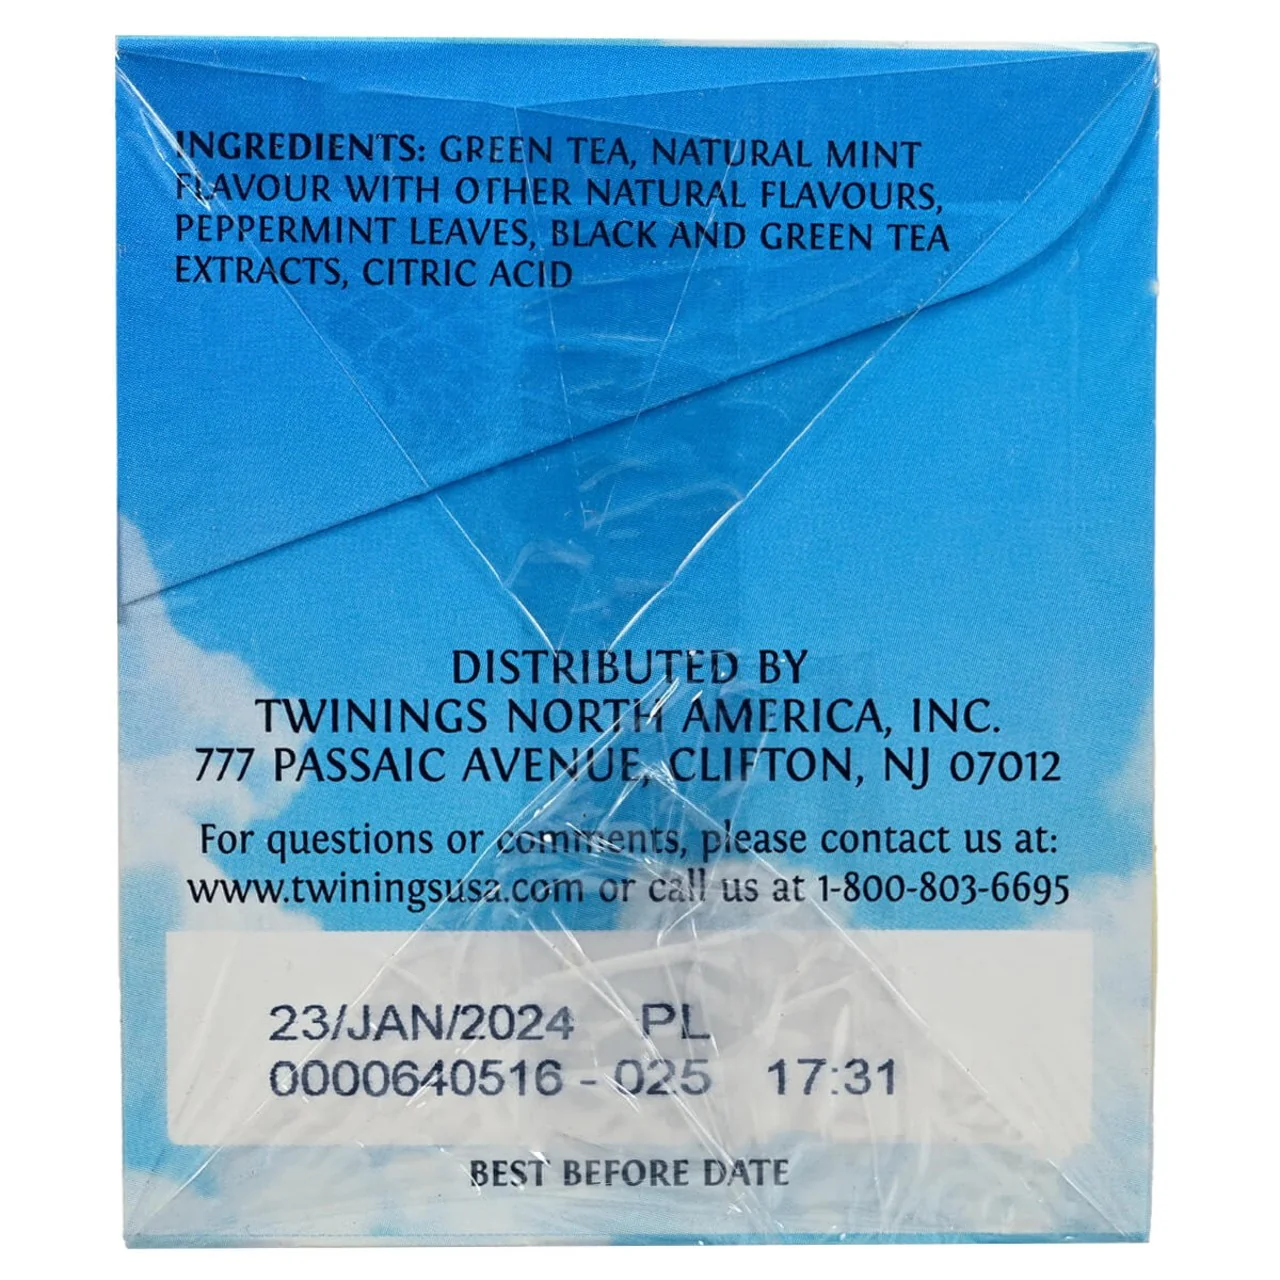 INGREDIENTS: GREEN TEA, NATURAL MINT
FLAVOUR WITH OTHER NATURAL FLAVOURS,
PEPPERMINT LEAVES, BLACK AND GREEN TEA
EXTRACTS, CITRIC ACID
DISTRIBUTED BY
TWININGS NORTH AMERICA, INC.
777 PASSAIC AVENUE, CLIFTON, NJ 07012
For questions or comments, please contact us at:
www.twiningsusa.com or call us at 1-800-803-6695
23/JAN/2024 PL
0000640516 - 025 17:31
BEST BEFORE DATE